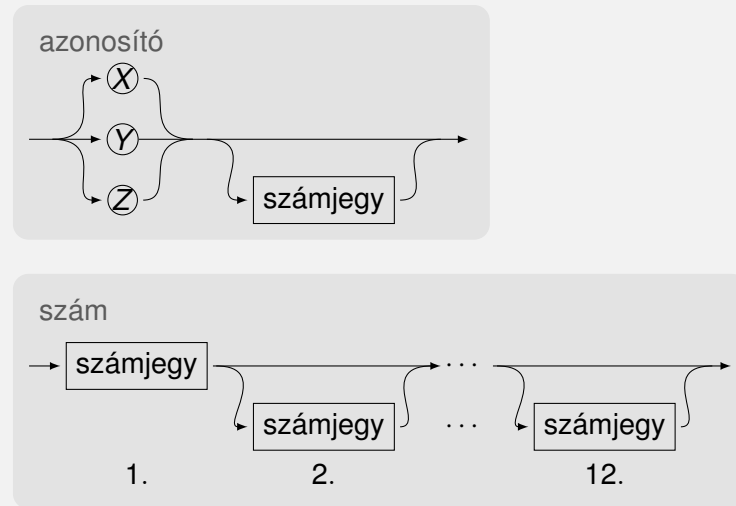 azonosító
X
Y
Z
számjegy
szám
számjegy
· · ·
számjegy · · · számjegy
1. 2. 12.